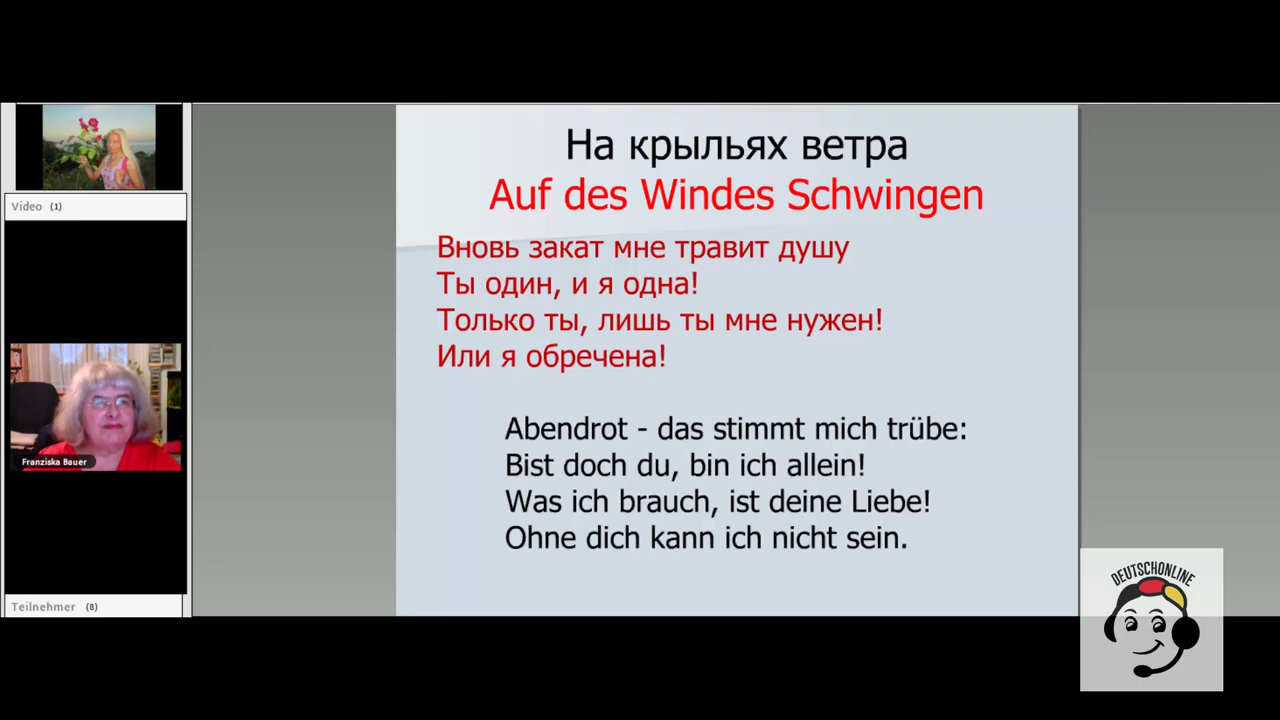 На крыльях ветра
Auf des Windes Schwingen
Вновь закат мне травит душу
Ты один, и я одна!
Только ты, лишь ты мне нужен!
Или я обречена!
Abendrot - das stimmt mich trübe:
Bist doch du, bin ich allein!
Was ich brauch, ist deine Liebe!
Ohne dich kann ich nicht sein.
Video (1)
Franziska Bauer
Teilnehmer (8)
DEUTSCHONLINE